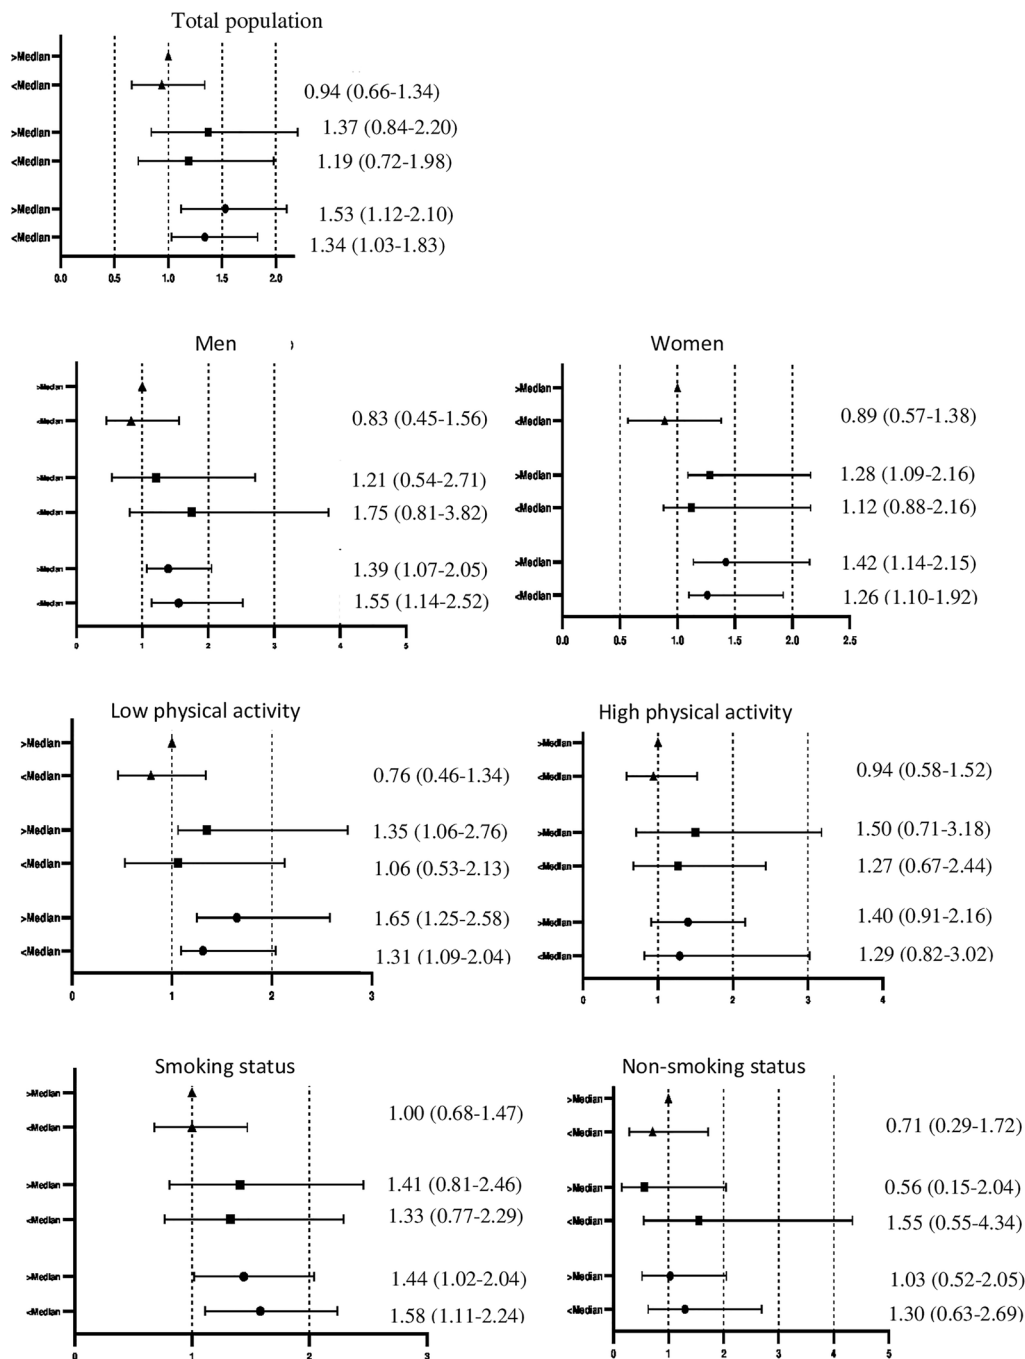 Total population
>Median
<Median 0.94 (0.66-1.34)
>Median 1.37 (0.84-2.20)
<Median 1.19 (0.72-1.98)
>Median 1.53 (1.12-2.10)
<Median 1.34 (1.03-1.83)
0.0 0.5 1.0 1.5 2.0
Men
>Median
<Median 0.83 (0.45-1.56)
>Median 1.21 (0.54-2.71)
<Median 1.75 (0.81-3.82)
>Median 1.39 (1.07-2.05)
<Median 1.55 (1.14-2.52)
0 1 2 3 4 5
Women
>Median
<Median 0.89 (0.57-1.38)
>Median 1.28 (1.09-2.16)
<Median 1.12 (0.88-2.16)
>Median 1.42 (1.14-2.15)
<Median 1.26 (1.10-1.92)
0.0 0.5 1.0 1.5 2.0 2.5
Low physical activity
>Median
<Median 0.76 (0.46-1.34)
>Median 1.35 (1.06-2.76)
<Median 1.06 (0.53-2.13)
>Median 1.65 (1.25-2.58)
<Median 1.31 (1.09-2.04)
0 1 2 3
High physical activity
>Median
<Median 0.94 (0.58-1.52)
>Median 1.50 (0.71-3.18)
<Median 1.27 (0.67-2.44)
>Median 1.40 (0.91-2.16)
<Median 1.29 (0.82-3.02)
0 1 2 3 4
Smoking status
>Median
<Median 1.00 (0.68-1.47)
>Median 1.41 (0.81-2.46)
<Median 1.33 (0.77-2.29)
>Median 1.44 (1.02-2.04)
<Median 1.58 (1.11-2.24)
0 1 2 3
Non-smoking status
>Median
<Median 0.71 (0.29-1.72)
>Median 0.56 (0.15-2.04)
<Median 1.55 (0.55-4.34)
>Median 1.03 (0.52-2.05)
<Median 1.30 (0.63-2.69)
0 1 2 3 4 5